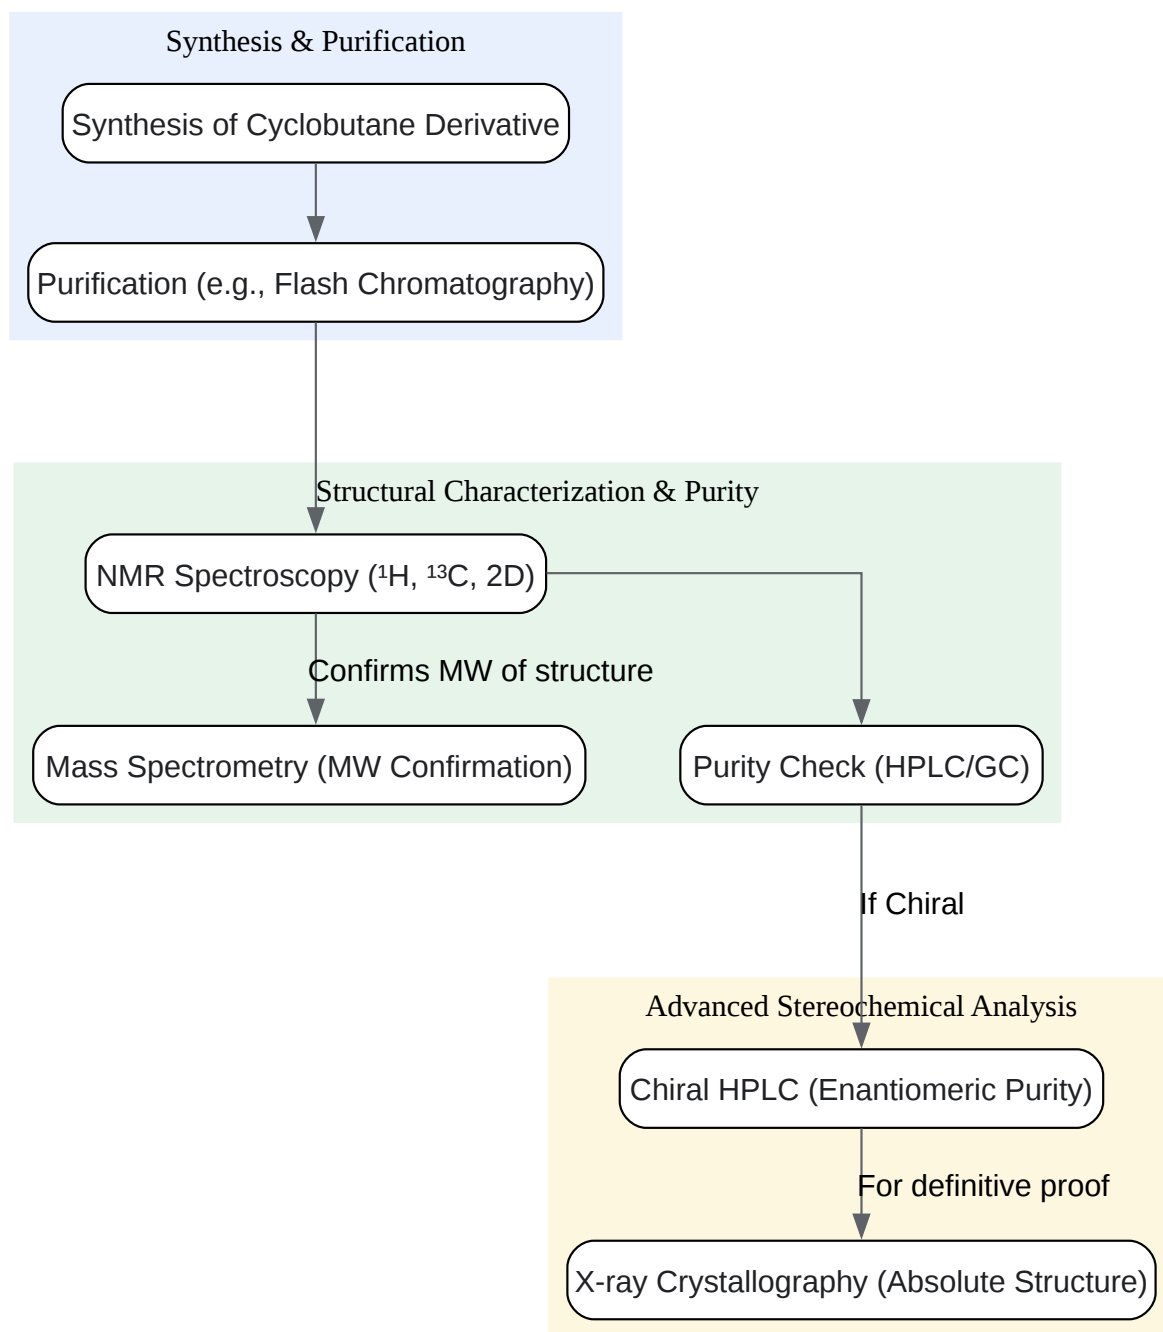 Synthesis & Purification
Synthesis of Cyclobutane Derivative
Purification (e.g., Flash Chromatography)
Structural Characterization & Purity
NMR Spectroscopy (¹H, ¹³C, 2D)
Confirms MW of structure
Mass Spectrometry (MW Confirmation)
Purity Check (HPLC/GC)
If Chiral
Advanced Stereochemical Analysis
Chiral HPLC (Enantiomeric Purity)
For definitive proof
X-ray Crystallography (Absolute Structure)